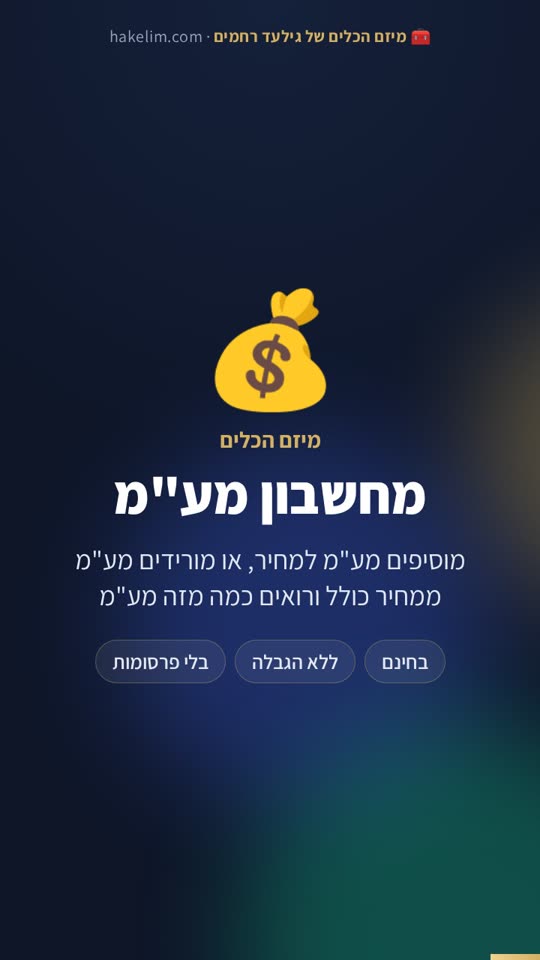 🧰 מיזם הכלים של גילעד רחמים · hakelim.com
מיזם הכלים
מחשבון מע"מ
מוסיפים מע"מ למחיר, או מורידים מע"מ
ממחיר כולל ורואים כמה מזה מע"מ
בחינם
ללא הגבלה
בלי פרסומות